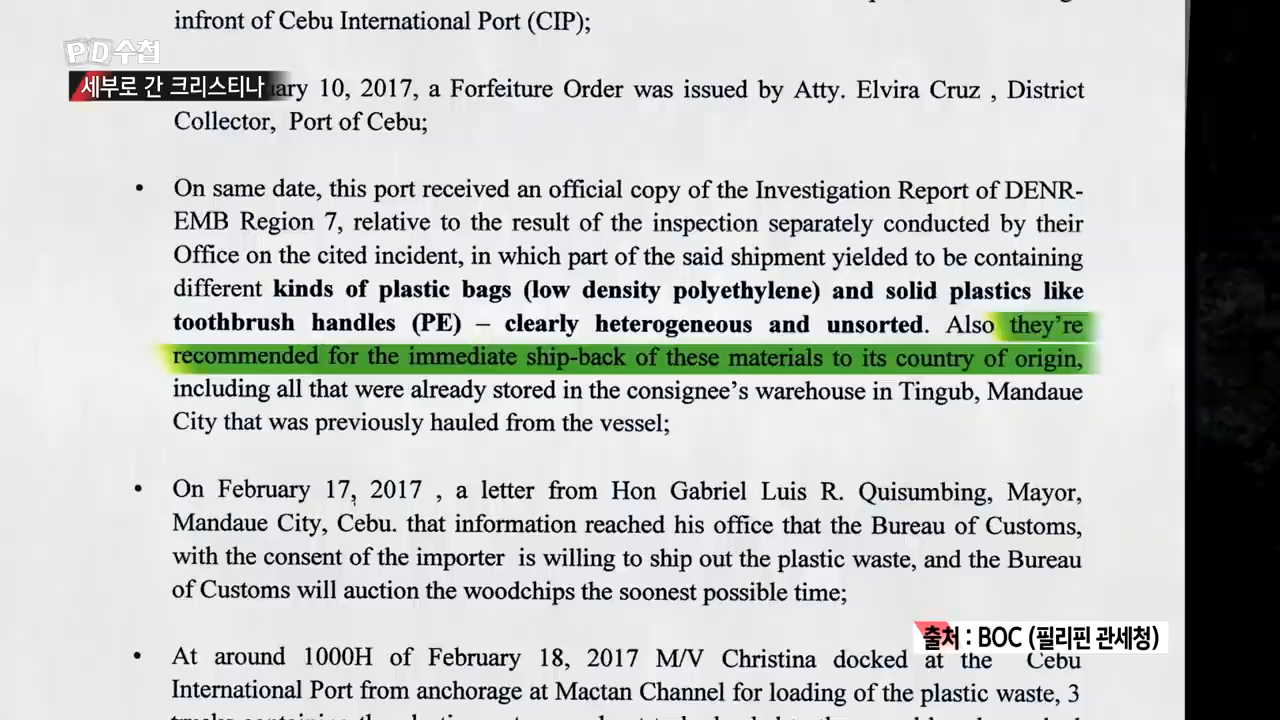 infront of Cebu International Port (CIP);
PD수첩
세부로 간 크리스티나
ary 10, 2017, a Forfeiture Order was issued by Atty. Elvira Cruz , District
Collector, Port of Cebu;
• On same date, this port received an official copy of the Investigation Report of DENR-
EMB Region 7, relative to the result of the inspection separately conducted by their
Office on the cited incident, in which part of the said shipment yielded to be containing
different kinds of plastic bags (low density polyethylene) and solid plastics like
toothbrush handles (PE) – clearly heterogeneous and unsorted. Also they're
recommended for the immediate ship-back of these materials to its country of origin,
including all that were already stored in the consignee's warehouse in Tingub, Mandaue
City that was previously hauled from the vessel;
• On February 17, 2017 , a letter from Hon Gabriel Luis R. Quisumbing, Mayor,
Mandaue City, Cebu. that information reached his office that the Bureau of Customs,
with the consent of the importer is willing to ship out the plastic waste, and the Bureau
of Customs will auction the woodchips the soonest possible time;
출처 : BOC (필리핀 관세청)
• At around 1000H of February 18, 2017 M/V Christina docked at the Cebu
International Port from anchorage at Mactan Channel for loading of the plastic waste, 3